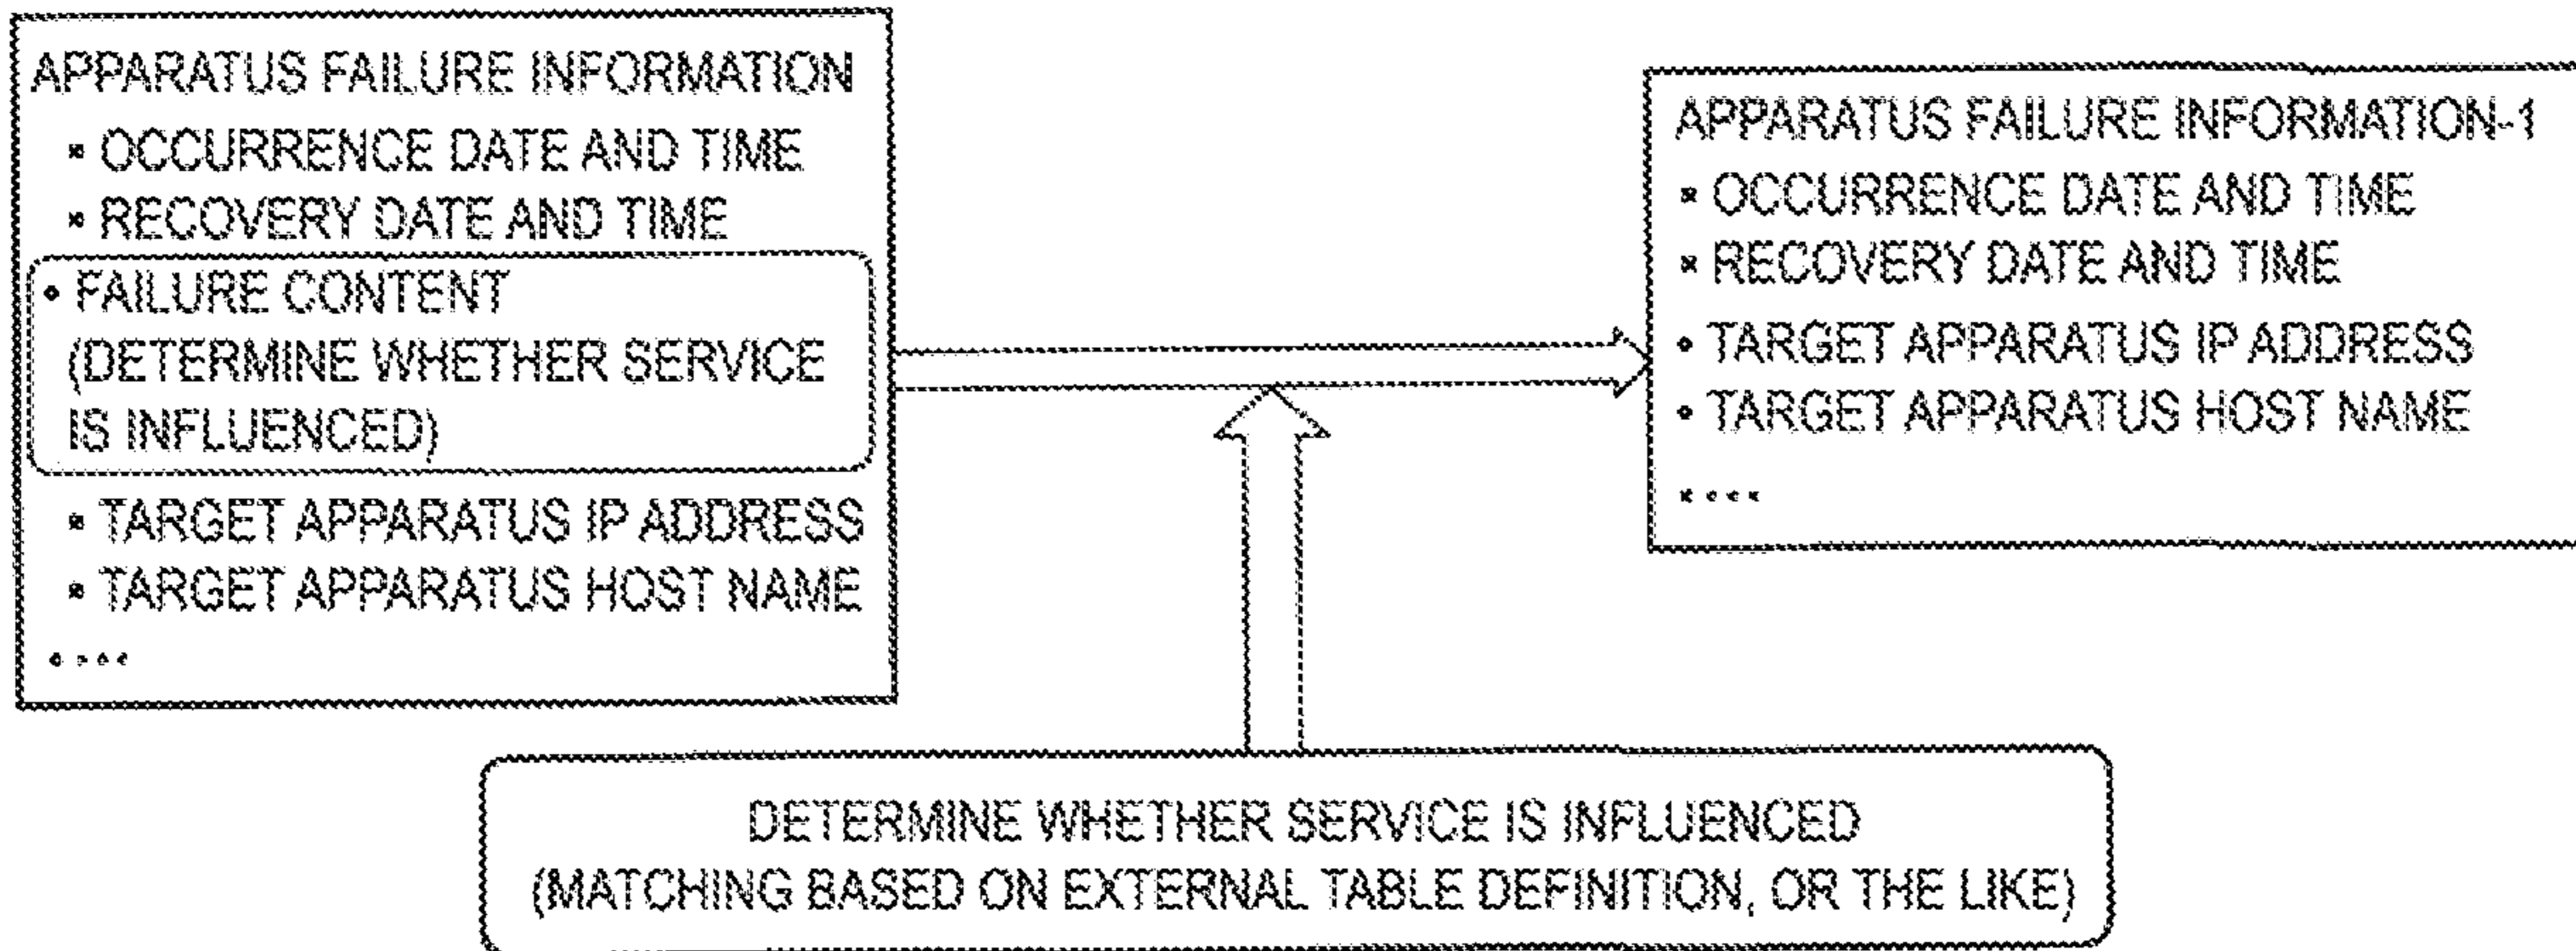 APPARATUS FAILURE INFORMATION
▪ OCCURRENCE DATE AND TIME
▪ RECOVERY DATE AND TIME
• FAILURE CONTENT
(DETERMINE WHETHER SERVICE
IS INFLUENCED)
▪ TARGET APPARATUS IP ADDRESS
▪ TARGET APPARATUS HOST NAME
• • • •
APPARATUS FAILURE INFORMATION-1
▪ OCCURRENCE DATE AND TIME
▪ RECOVERY DATE AND TIME
• TARGET APPARATUS IP ADDRESS
• TARGET APPARATUS HOST NAME
▪ • • •
DETERMINE WHETHER SERVICE IS INFLUENCED
(MATCHING BASED ON EXTERNAL TABLE DEFINITION, OR THE LIKE)